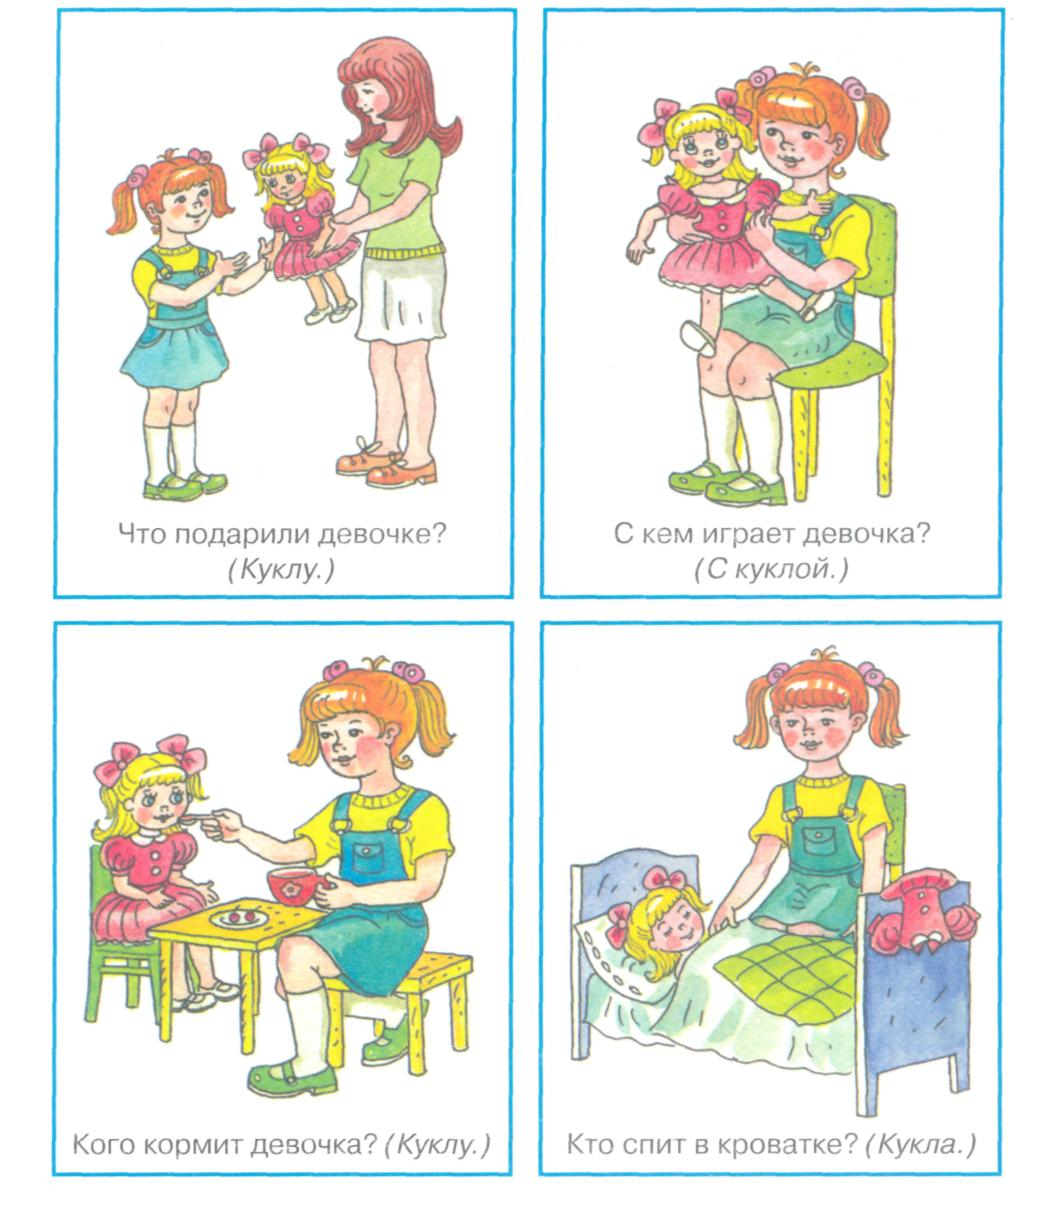 Что подарили девочке?
(Куклу.)
С кем играет девочка?
(С куклой.)
Кого кормит девочка? (Куклу.)
Кто спит в кроватке? (Кукла.)